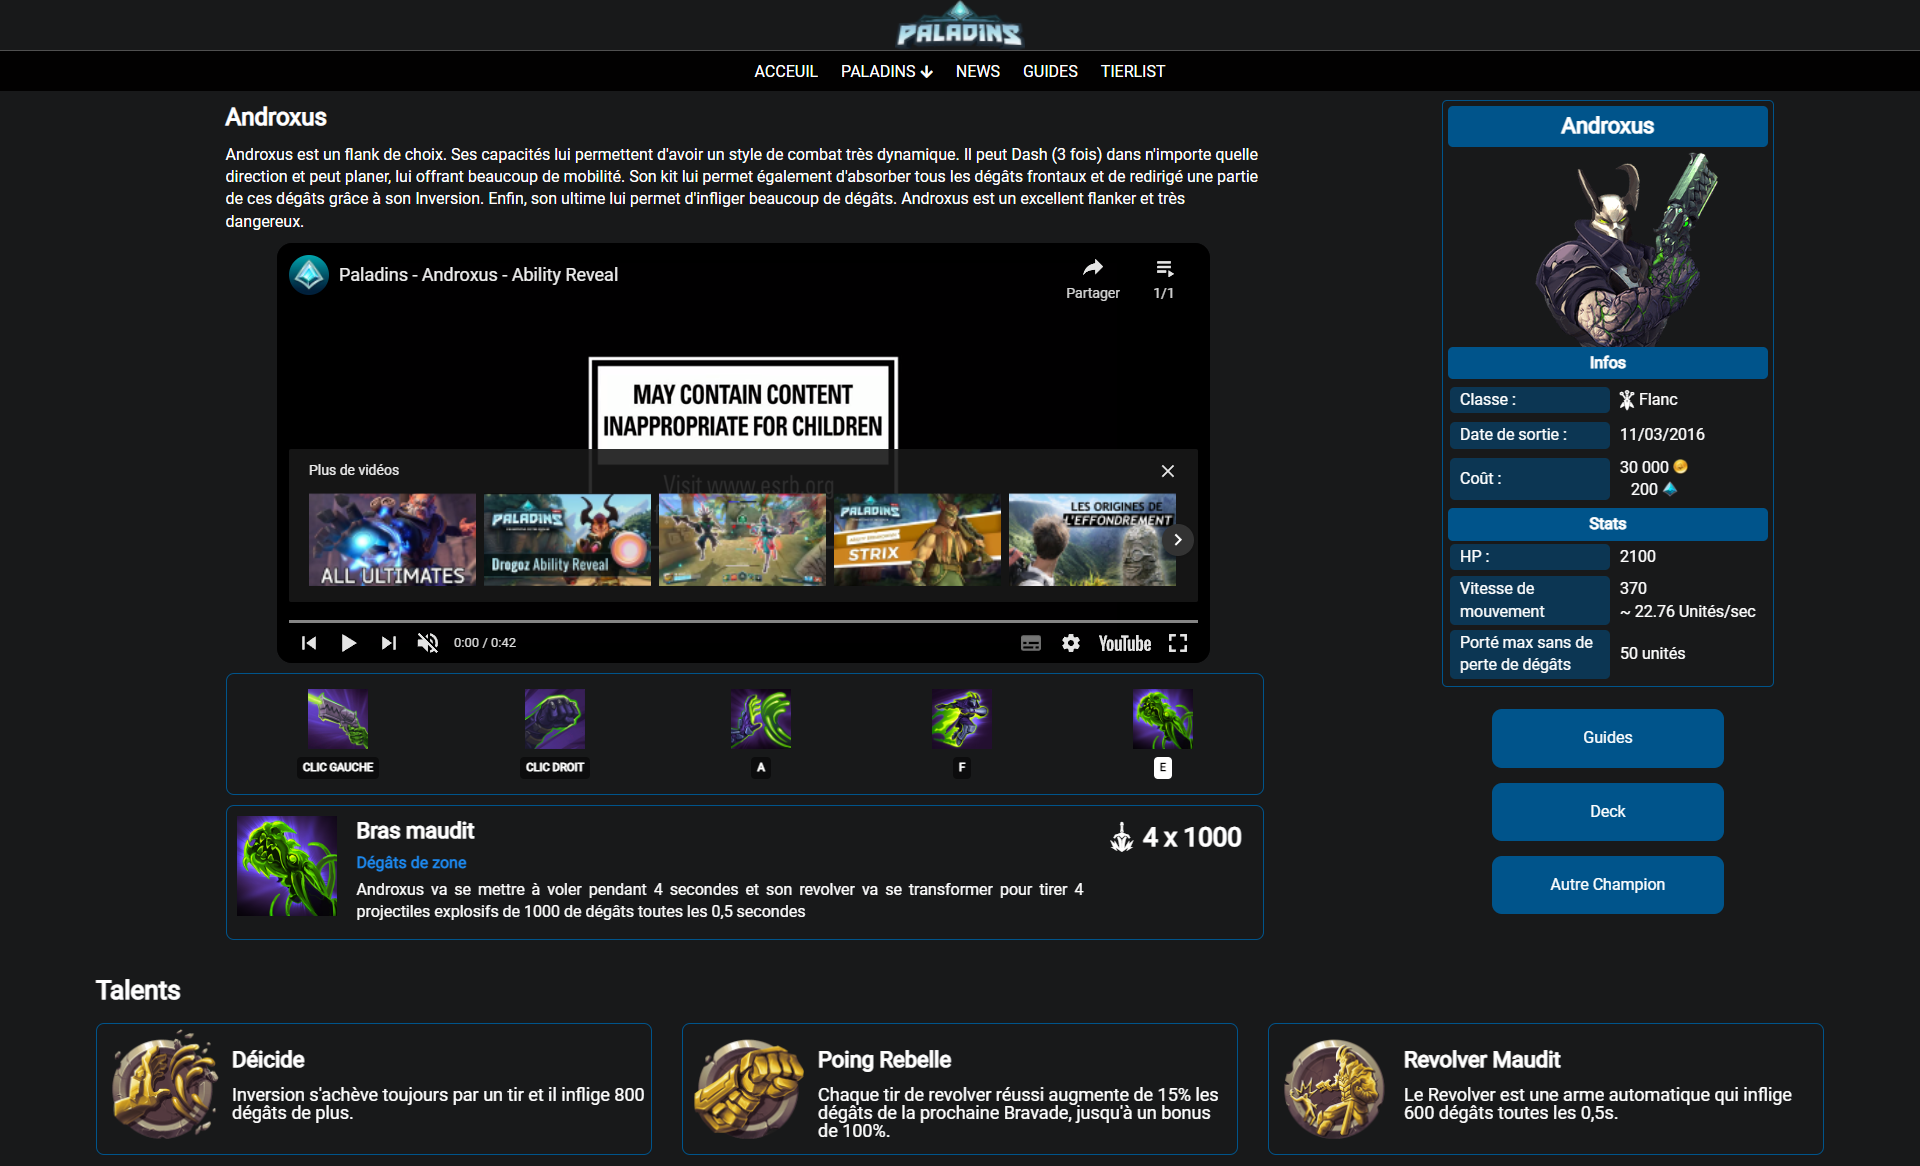 PALADINS
ACCEUIL PALADINS NEWS GUIDES TIERLIST
Androxus
Androxus est un flank de choix. Ses capacités lui permettent d'avoir un style de combat très dynamique. Il peut Dash (3 fois) dans n'importe quelle
direction et peut planer, lui offrant beaucoup de mobilité. Son kit lui permet également d'absorber tous les dégâts frontaux et de redirigé une partie
de ces dégâts grâce à son Inversion. Enfin, son ultime lui permet d'infliger beaucoup de dégâts. Androxus est un excellent flanker et très
dangereux.
Paladins - Androxus - Ability Reveal
Partager
1/1
MAY CONTAIN CONTENT
INAPPROPRIATE FOR CHILDREN
Visit www.esrb.org
Plus de vidéos
ALL ULTIMATES
PALADINS
Drogoz Ability Reveal
PALADINS
STRIX
LES ORIGINES DE
L'EFFONDREMENT
0:00 / 0:42
YouTube
CLIC GAUCHE
CLIC DROIT
A
F
E
Bras maudit
4 x 1000
Dégâts de zone
Androxus va se mettre à voler pendant 4 secondes et son revolver va se transformer pour tirer 4
projectiles explosifs de 1000 de dégâts toutes les 0,5 secondes
Androxus
Infos
Classe : Flanc
Date de sortie : 11/03/2016
Coût : 30 000
200
Stats
HP : 2100
Vitesse de
mouvement
370
~ 22.76 Unités/sec
Porté max sans de
perte de dégâts
50 unités
Guides
Deck
Autre Champion
Talents
Déicide
Inversion s'achève toujours par un tir et il inflige 800
dégâts de plus.
Poing Rebelle
Chaque tir de revolver réussi augmente de 15% les
dégâts de la prochaine Bravade, jusqu'à un bonus
de 100%.
Revolver Maudit
Le Revolver est une arme automatique qui inflige
600 dégâts toutes les 0,5s.